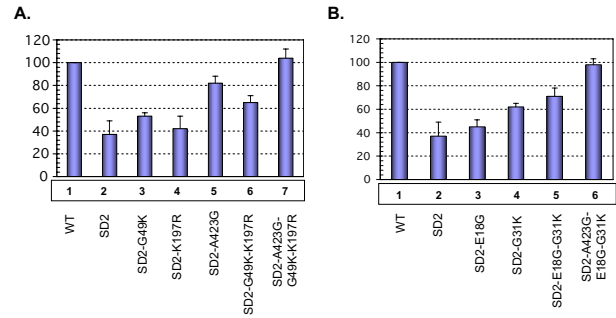 A.
120
100
80
60
40
20
0
1 2 3 4 5 6 7
WT
SD2
SD2-G49K
SD2-K197R
SD2-A423G
SD2-G49K-K197R
SD2-A423G-
G49K-K197R
B.
120
100
80
60
40
20
0
1 2 3 4 5 6
WT
SD2
SD2-E18G
SD2-G31K
SD2-E18G-G31K
SD2-A423G-
E18G-G31K